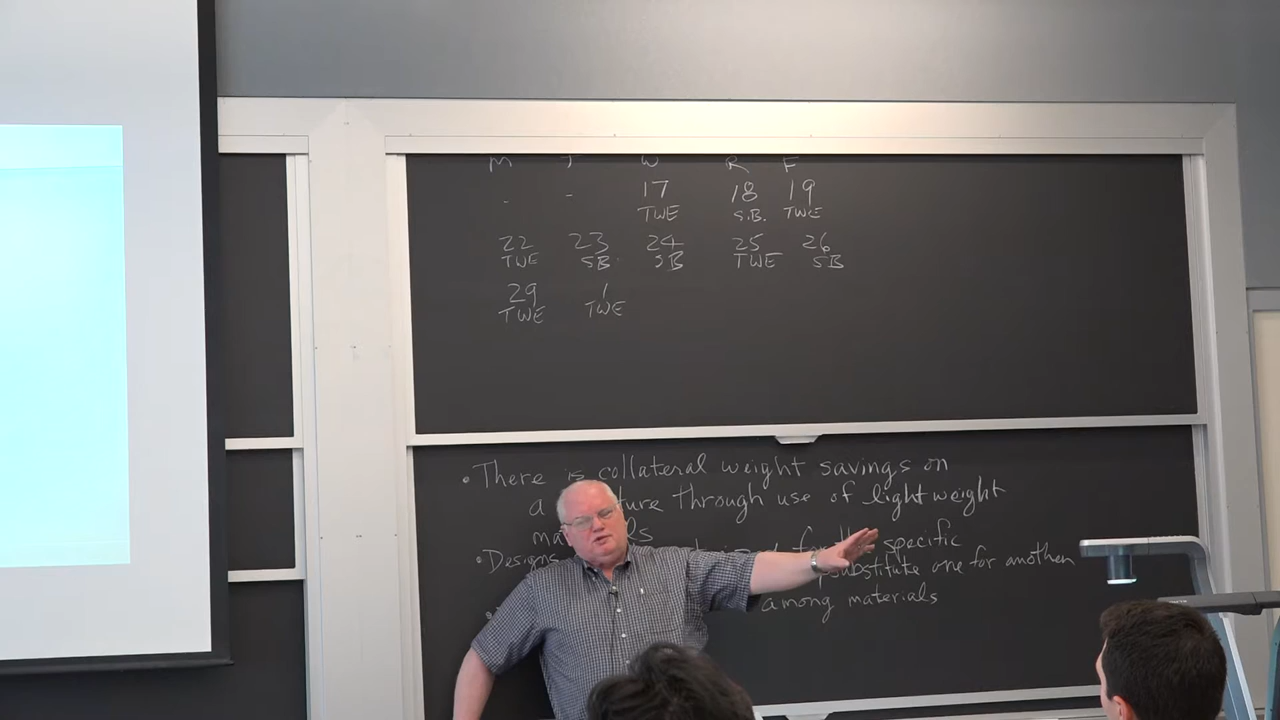 M T W R F
- - 17 18 19
TWE S.B. TWE
22 23 24 25 26
TWE SB SB TWE SB
29 1
TWE TWE
• There is collateral weight savings on
a ture through use of lightweight
ma ls
• Designs specific
substitute one for another
among materials